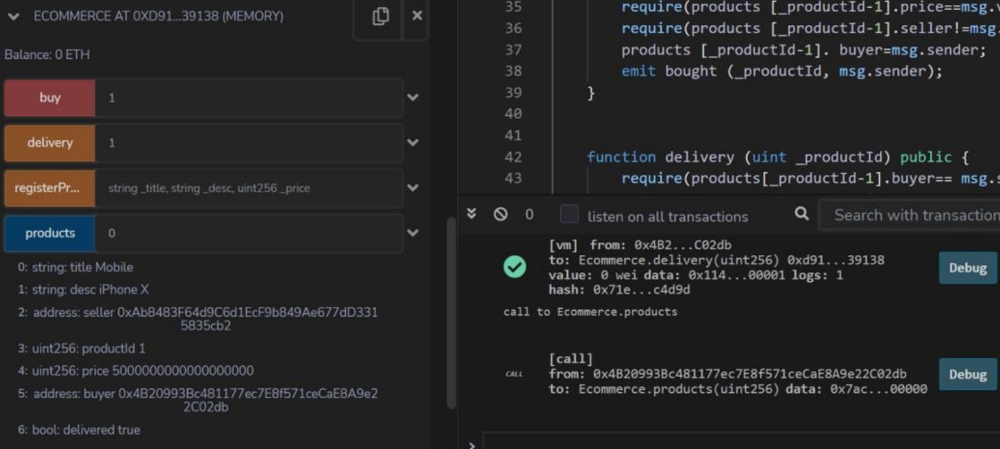 ECOMMERCE AT 0XD91...39138 (MEMORY)
Balance: 0 ETH
buy 1
delivery 1
registerPr... string _title, string _desc, uint256 _price
products 0
0: string: title Mobile
1: string: desc iPhone X
2: address: seller 0xAb8483F64d9C6d1EcF9b849Ae677dD331
5835cb2
3: uint256: productId 1
4: uint256: price 5000000000000000000
5: address: buyer 0x4B20993Bc481177ec7E8f571ceCaE8A9e2
2C02db
6: bool: delivered true
35 require(products [_productId-1].price==msg.v
36 require(products [_productId-1].seller!=msg.
37 products [_productId-1]. buyer=msg.sender;
38 emit bought (_productId, msg.sender);
39 }
40
41
42 function delivery (uint _productId) public {
43 require(products[_productId-1].buyer== msg.s
0 listen on all transactions Search with transaction
[vm] from: 0x4B2...C02db
to: Ecommerce.delivery(uint256) 0xd91...39138
value: 0 wei data: 0x114...00001 logs: 1
hash: 0x71e...c4d9d
Debug
call to Ecommerce.products
CALL [call]
from: 0x4B20993Bc481177ec7E8f571ceCaE8A9e22C02db
to: Ecommerce.products(uint256) data: 0x7ac...00000
Debug
>